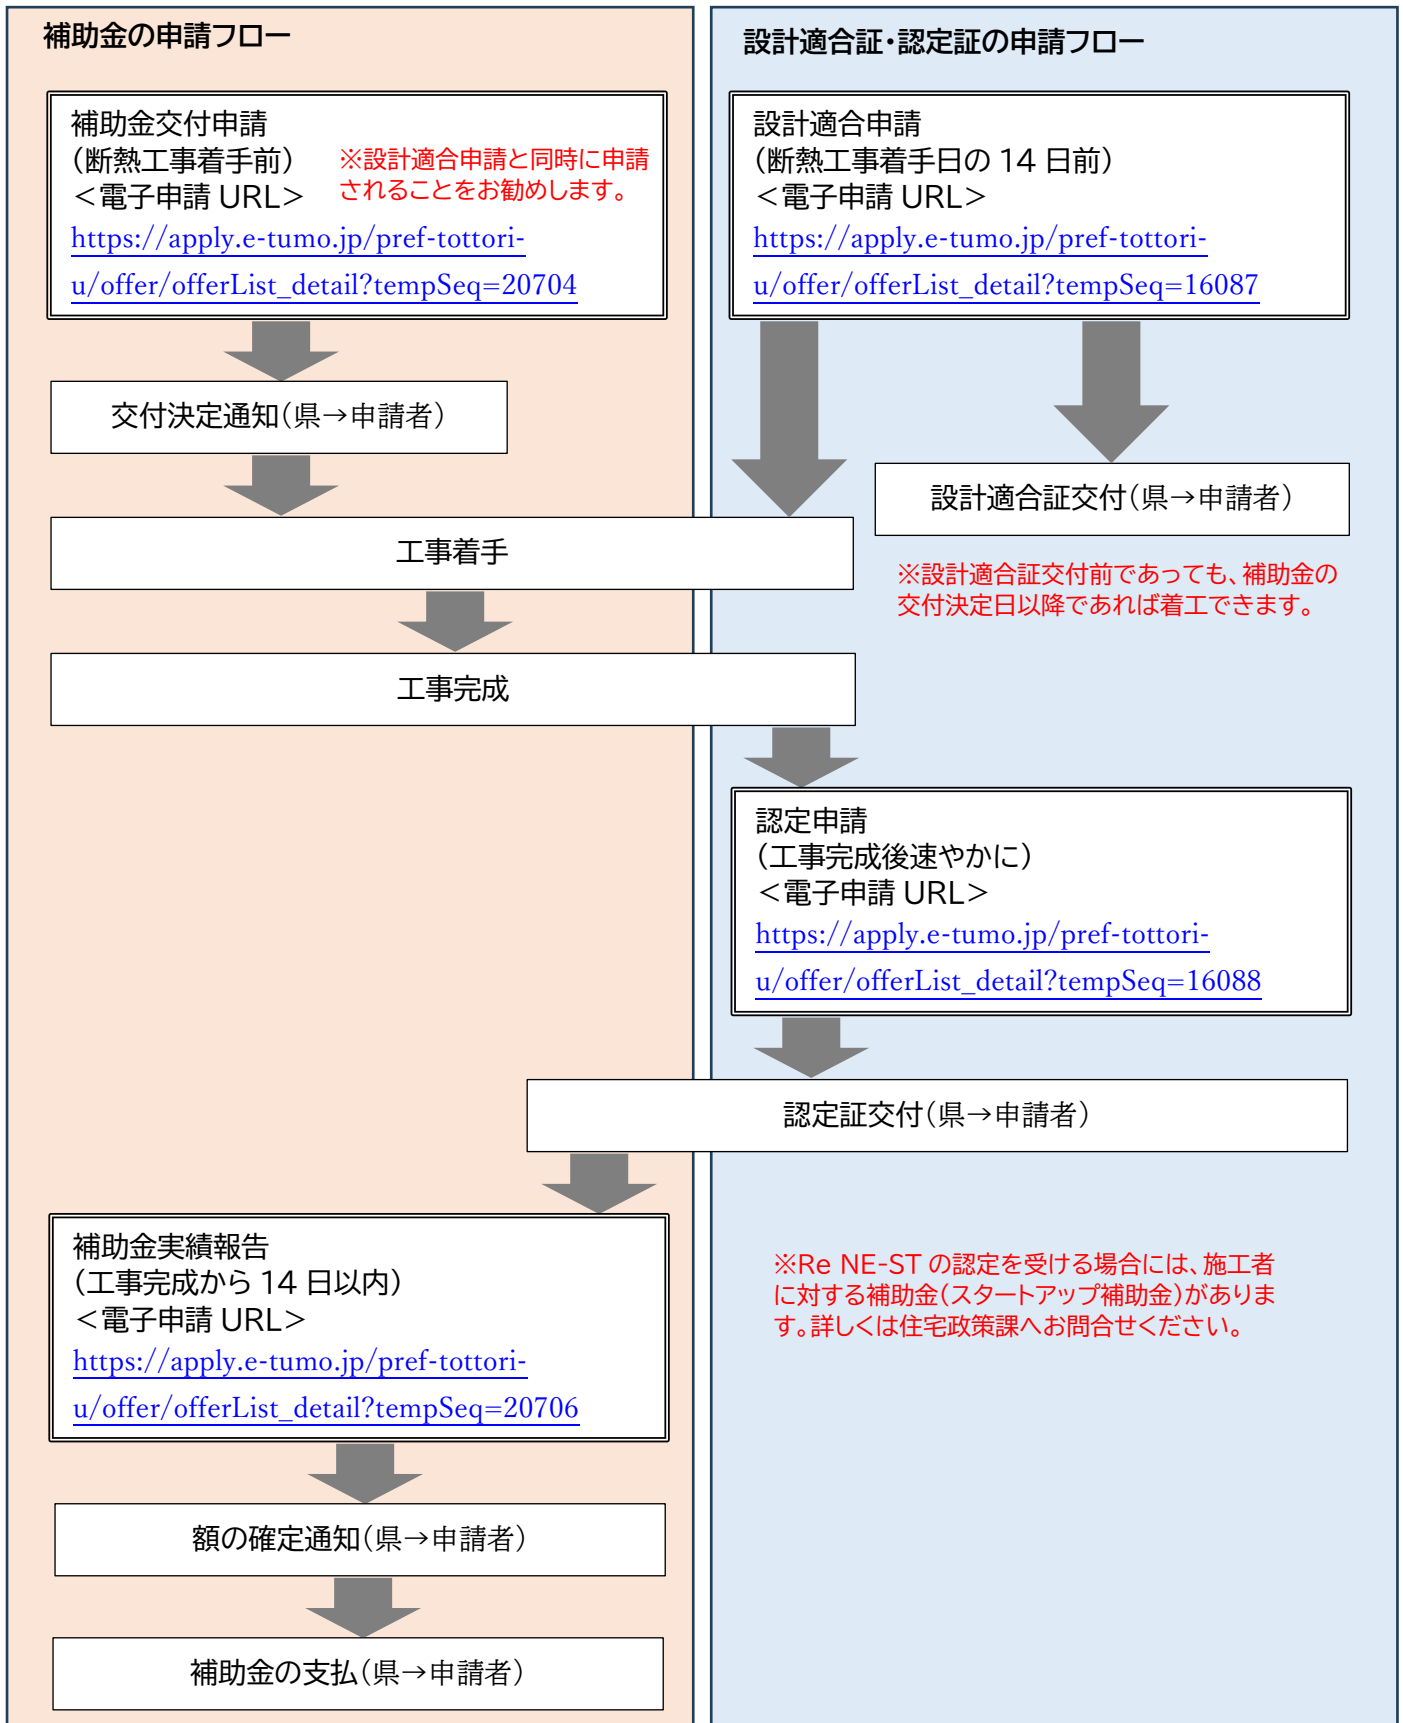 補助金の申請フロー
補助金交付申請
（断熱工事着手前）
＜電子申請 URL＞
※設計適合申請と同時に申請
されることをお勧めします。
https://apply.e-tumo.jp/pref-tottori-
u/offer/offerList_detail?tempSeq=20704
設計適合証・認定証の申請フロー
設計適合申請
（断熱工事着手日の 14 日前）
＜電子申請 URL＞
https://apply.e-tumo.jp/pref-tottori-
u/offer/offerList_detail?tempSeq=16087
交付決定通知（県→申請者）
設計適合証交付（県→申請者）
工事着手
※設計適合証交付前であっても、補助金の
交付決定日以降であれば着工できます。
工事完成
認定申請
（工事完成後速やかに）
＜電子申請 URL＞
https://apply.e-tumo.jp/pref-tottori-
u/offer/offerList_detail?tempSeq=16088
認定証交付（県→申請者）
補助金実績報告
（工事完成から 14 日以内）
＜電子申請 URL＞
https://apply.e-tumo.jp/pref-tottori-
u/offer/offerList_detail?tempSeq=20706
※Re NE-ST の認定を受ける場合には、施工者
に対する補助金（スタートアップ補助金）がありま
す。詳しくは住宅政策課へお問合せください。
額の確定通知（県→申請者）
補助金の支払（県→申請者）